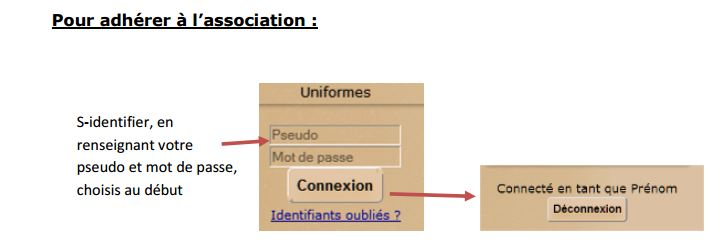 Pour adhérer à l'association :
Uniformes
S-identifier, en
renseignant votre
pseudo et mot de passe,
choisis au début
Pseudo
Mot de passe
Connexion
Identifiants oubliés ?
Connecté en tant que Prénom
Déconnexion